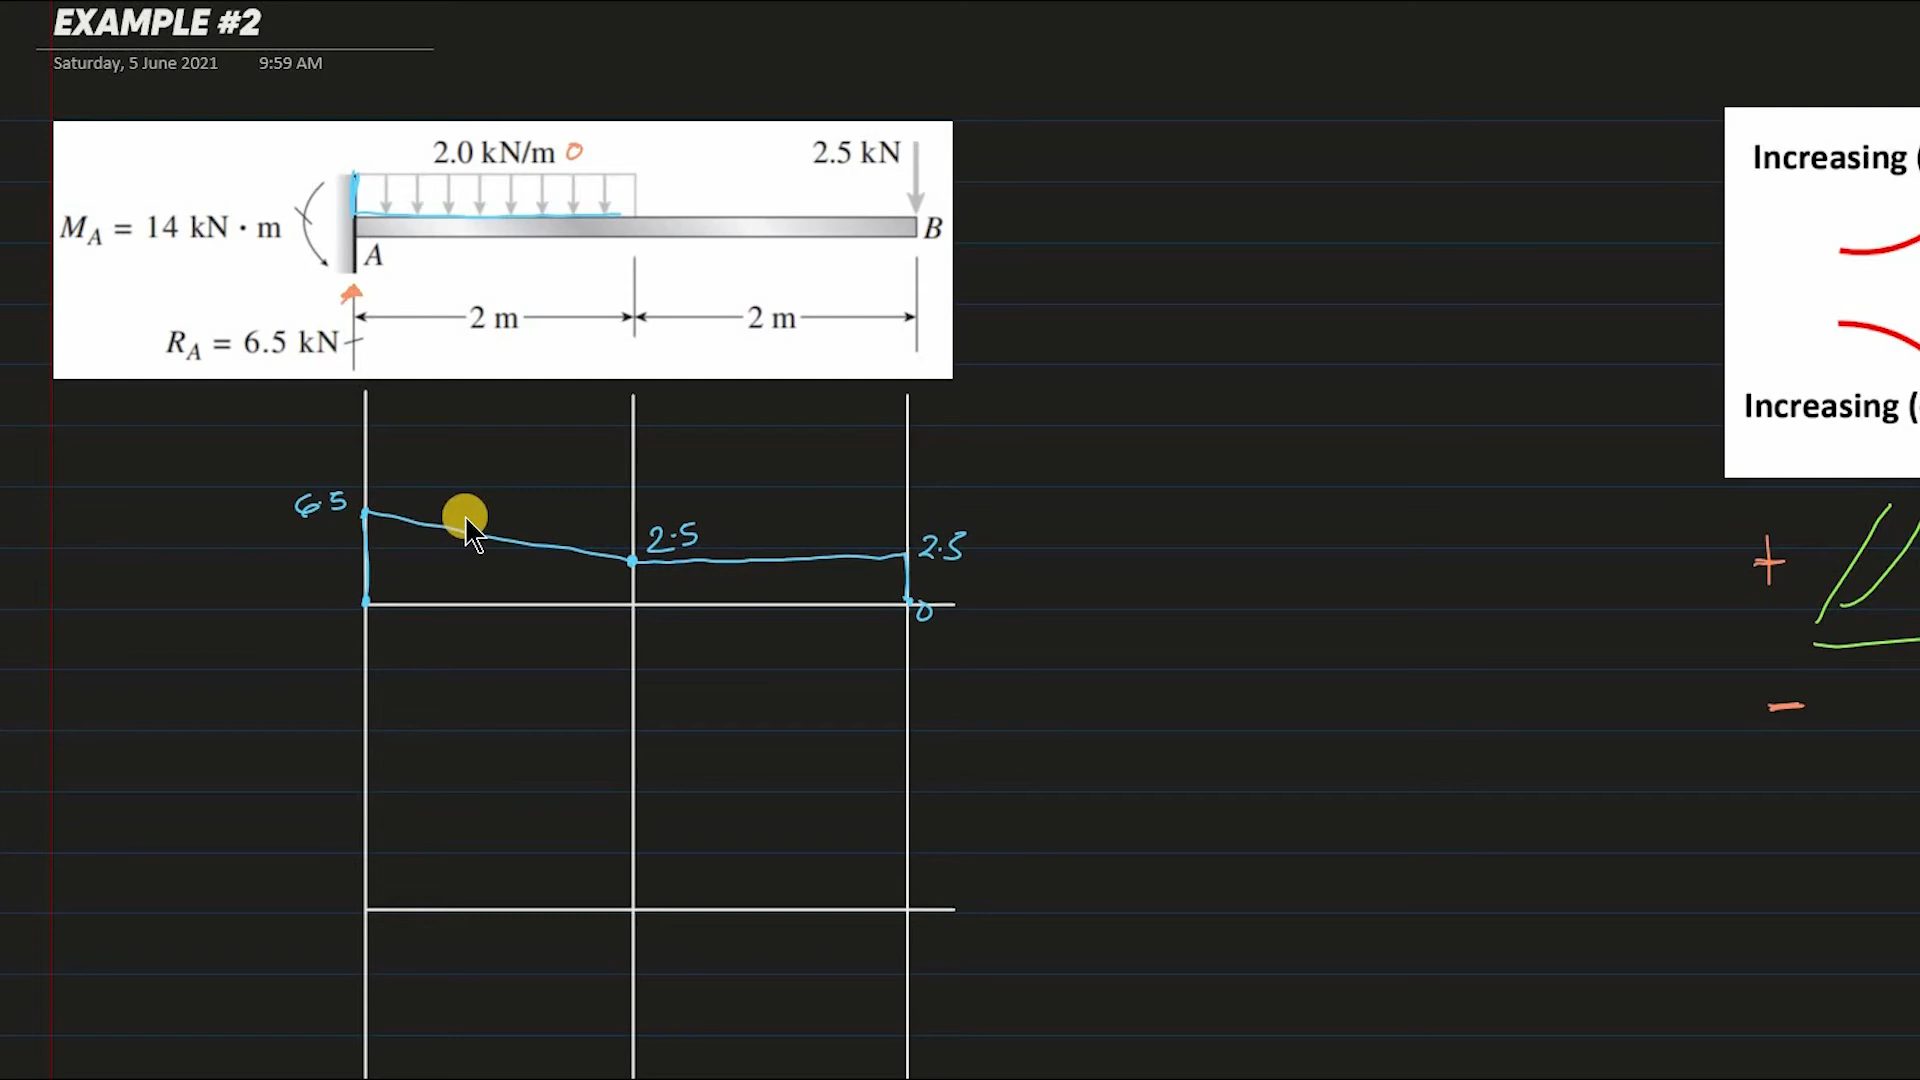 EXAMPLE #2
Saturday, 5 June 2021 9:59 AM
2.0 kN/m 0
2.5 kN
M_A = 14 kN · m
A
B
2 m
2 m
R_A = 6.5 kN
Increasing (
Increasing (
6.5
2.5
2.5
0
+
−